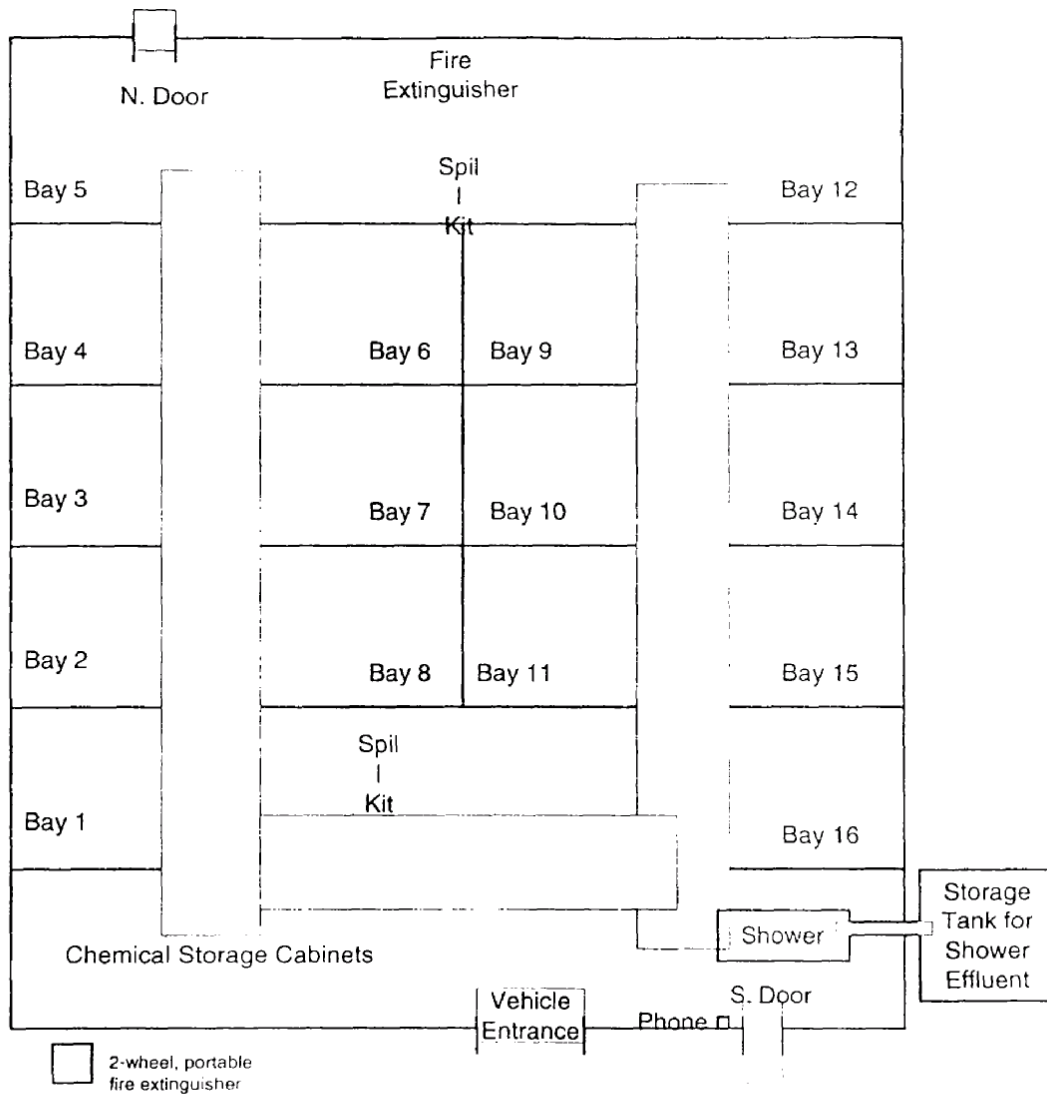 Fire
Extinguisher
N. Door
Spil
l
Kit
Bay 5
Bay 12
Bay 4
Bay 6
Bay 9
Bay 13
Bay 3
Bay 7
Bay 10
Bay 14
Bay 2
Bay 8
Bay 11
Bay 15
Spil
l
Kit
Bay 1
Bay 16
Storage
Tank for
Shower
Effluent
Shower
Chemical Storage Cabinets
S. Door
Vehicle
Entrance
Phone
2-wheel, portable
fire extinguisher